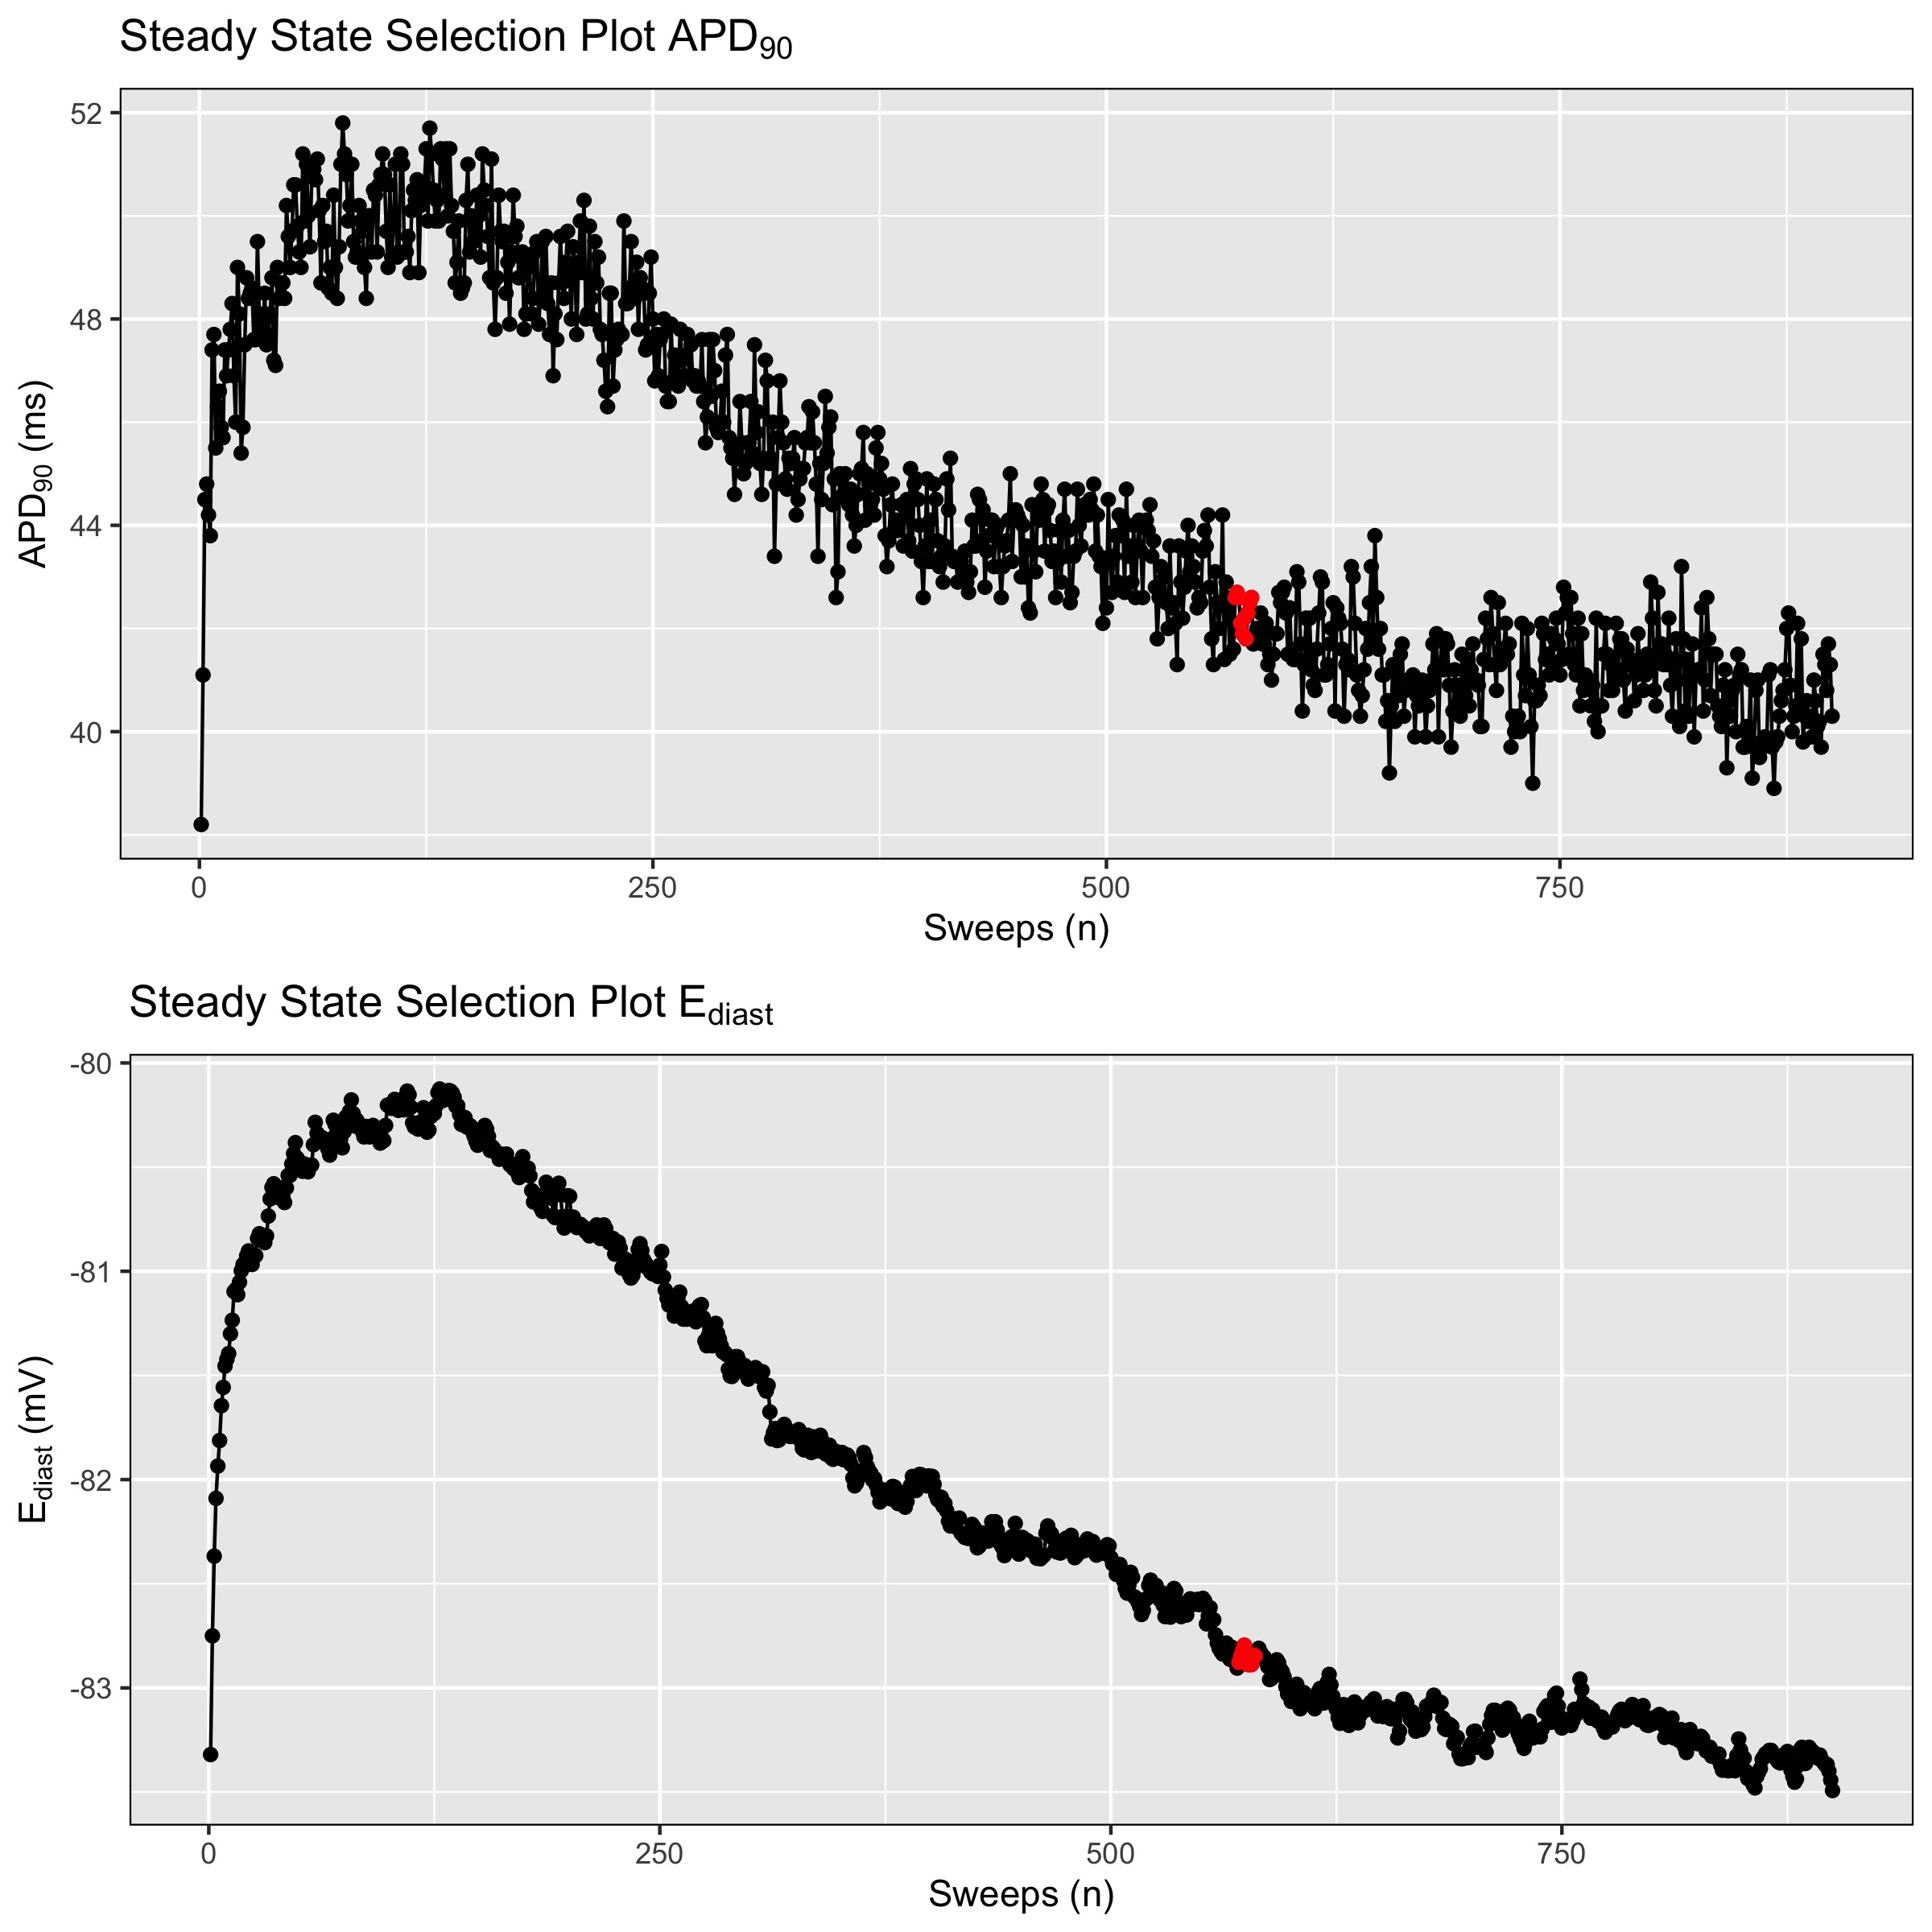 Steady State Selection Plot APD90
52
48
44
40
APD90 (ms)
0 250 500 750
Sweeps (n)
Steady State Selection Plot Ediast
-80
-81
-82
-83
Ediast (mV)
0 250 500 750
Sweeps (n)